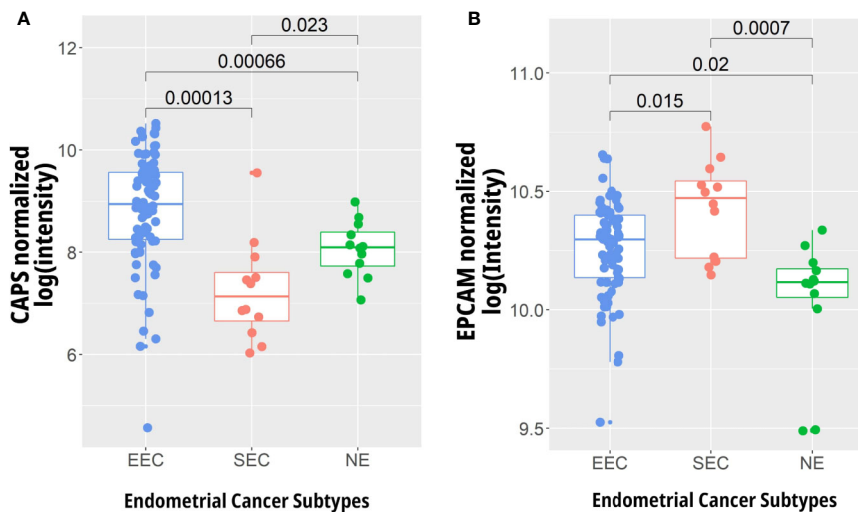 A
CAPS normalized
log(intensity)
12
10
8
6
0.023
0.00066
0.00013
EEC SEC NE
Endometrial Cancer Subtypes
B
EPCAM normalized
log(Intensity)
11.0
10.5
10.0
9.5
0.0007
0.02
0.015
EEC SEC NE
Endometrial Cancer Subtypes